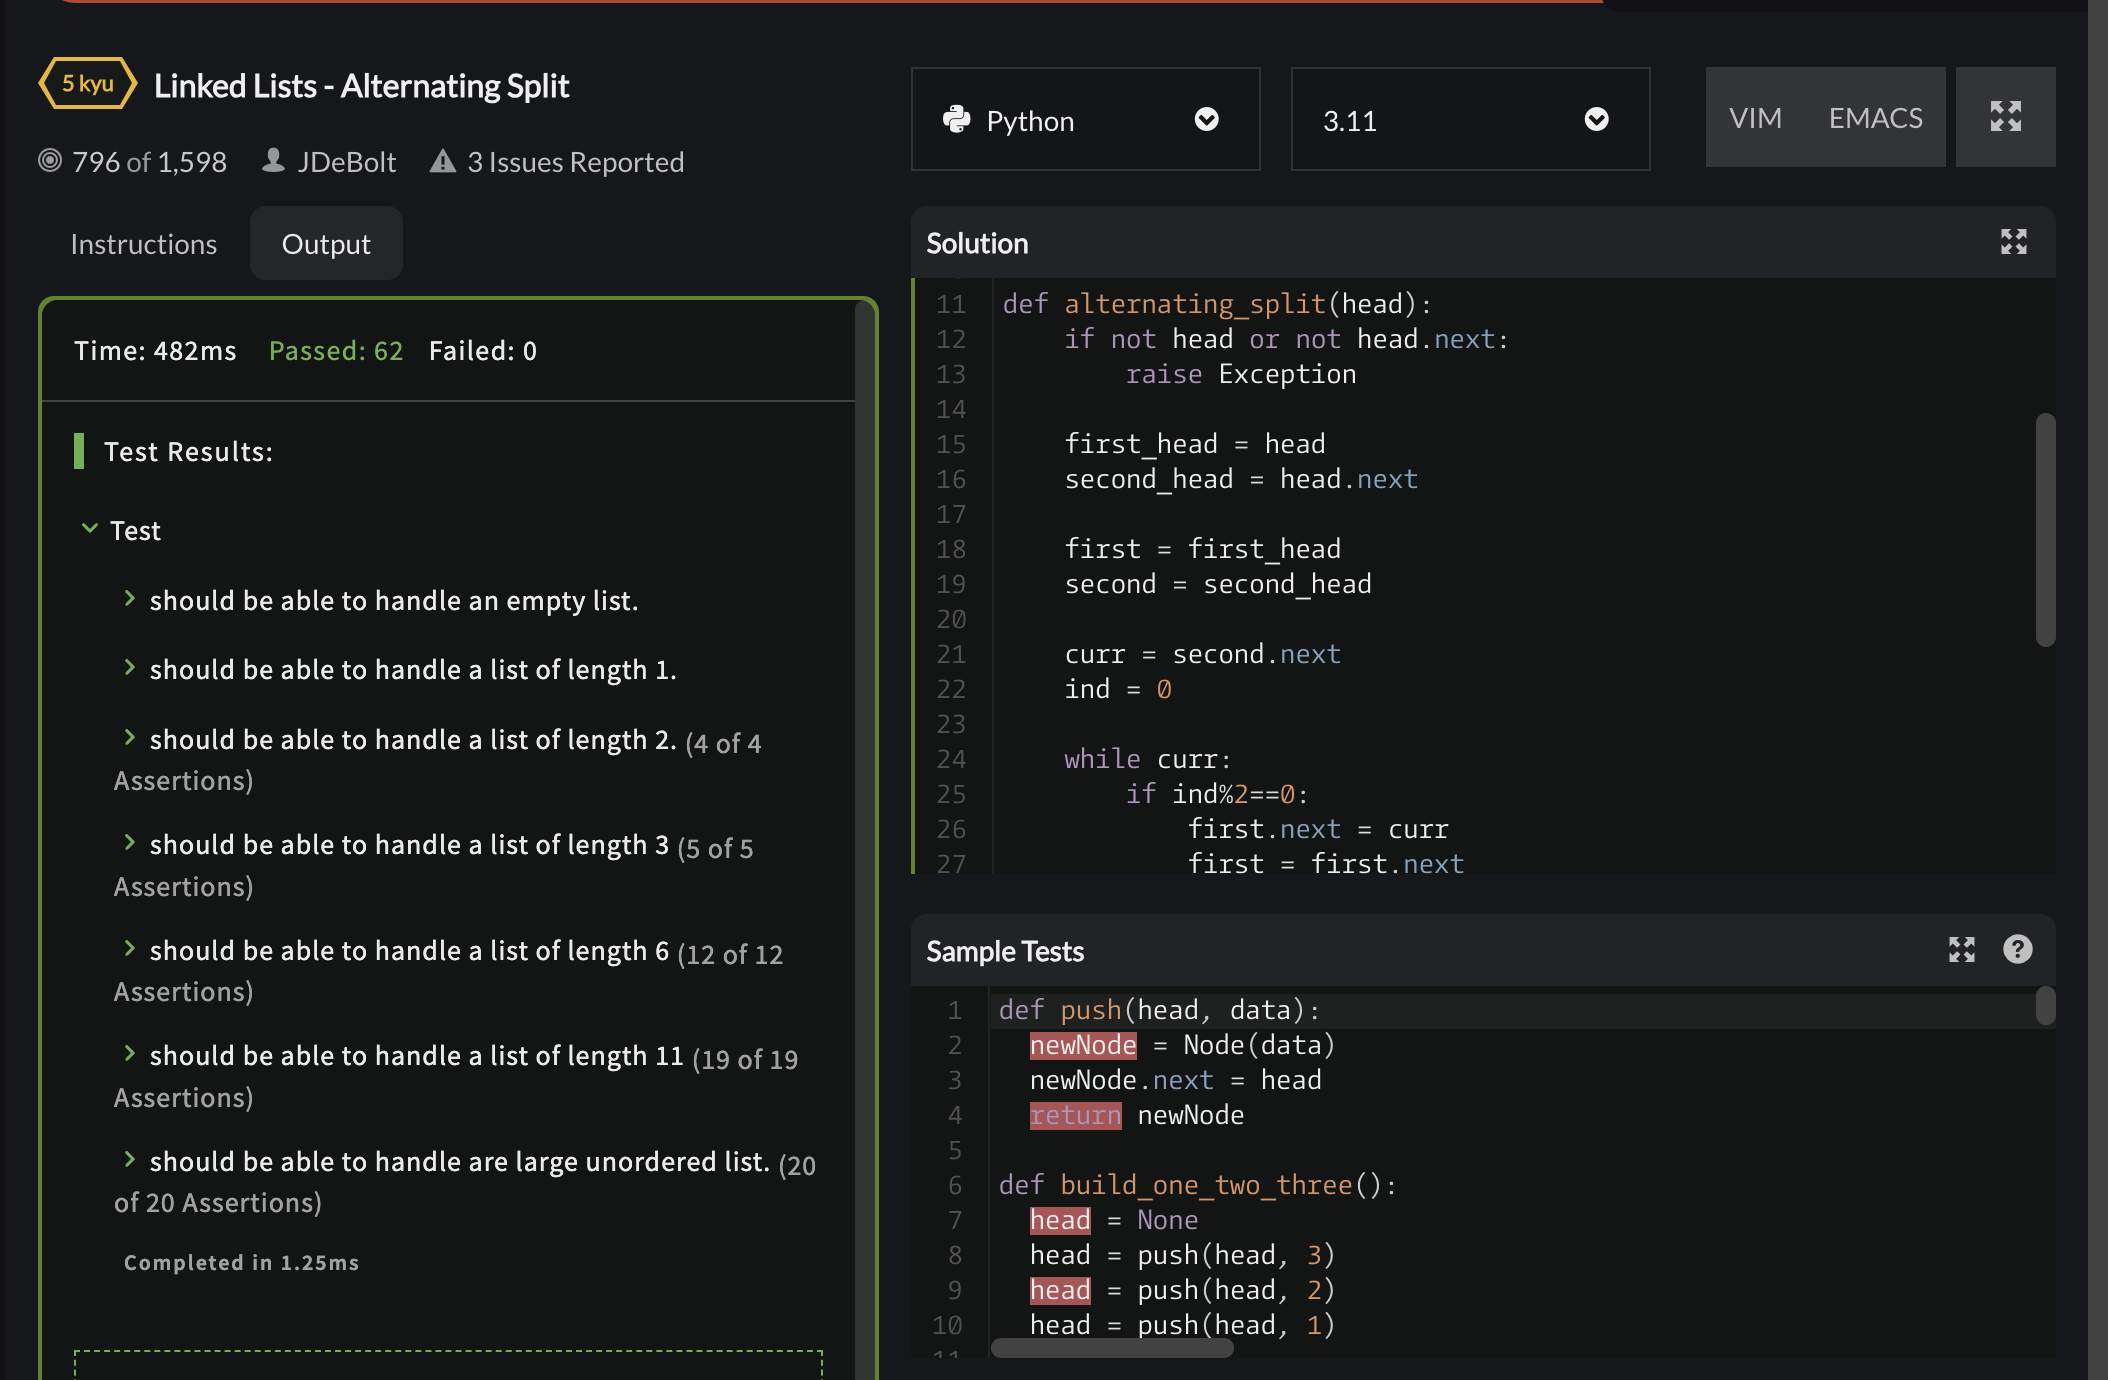 5 kyu
Linked Lists - Alternating Split
796 of 1,598 JDeBolt 3 Issues Reported
Instructions Output
Time: 482ms Passed: 62 Failed: 0
Test Results:
Test
should be able to handle an empty list.
should be able to handle a list of length 1.
should be able to handle a list of length 2. (4 of 4
Assertions)
should be able to handle a list of length 3 (5 of 5
Assertions)
should be able to handle a list of length 6 (12 of 12
Assertions)
should be able to handle a list of length 11 (19 of 19
Assertions)
should be able to handle are large unordered list. (20
of 20 Assertions)
Completed in 1.25ms
Python
3.11
VIM EMACS
Solution
11 def alternating_split(head):
12 if not head or not head.next:
13 raise Exception
14
15 first_head = head
16 second_head = head.next
17
18 first = first_head
19 second = second_head
20
21 curr = second.next
22 ind = 0
23
24 while curr:
25 if ind%2==0:
26 first.next = curr
27 first = first.next
Sample Tests
?
1 def push(head, data):
2 newNode = Node(data)
3 newNode.next = head
4 return newNode
5
6 def build_one_two_three():
7 head = None
8 head = push(head, 3)
9 head = push(head, 2)
10 head = push(head, 1)
11